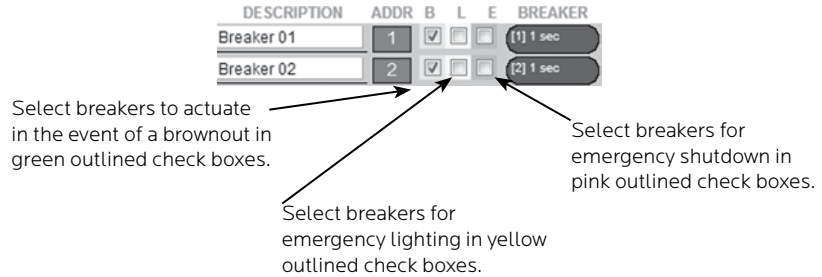 DESCRIPTION ADDR B L E BREAKER
Breaker 01 1 [1] 1 sec
Breaker 02 2 [2] 1 sec
Select breakers to actuate
in the event of a brownout in
green outlined check boxes.
Select breakers for
emergency shutdown in
pink outlined check boxes.
Select breakers for
emergency lighting in yellow
outlined check boxes.